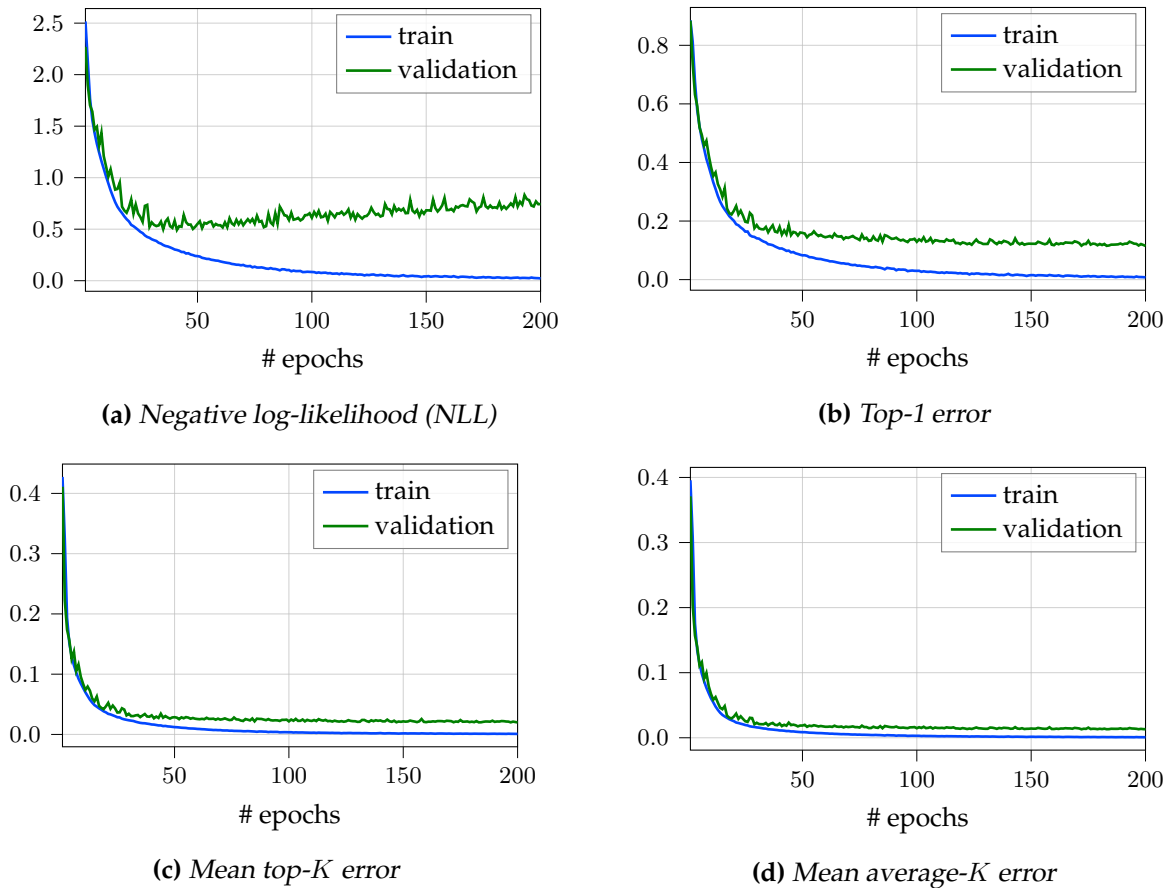 2.5
2.0
1.5
1.0
0.5
0.0
50 100 150 200
# epochs
train
validation
(a) Negative log-likelihood (NLL)
0.8
0.6
0.4
0.2
0.0
50 100 150 200
# epochs
train
validation
(b) Top-1 error
0.4
0.3
0.2
0.1
0.0
50 100 150 200
# epochs
train
validation
(c) Mean top-K error
0.4
0.3
0.2
0.1
0.0
50 100 150 200
# epochs
train
validation
(d) Mean average-K error